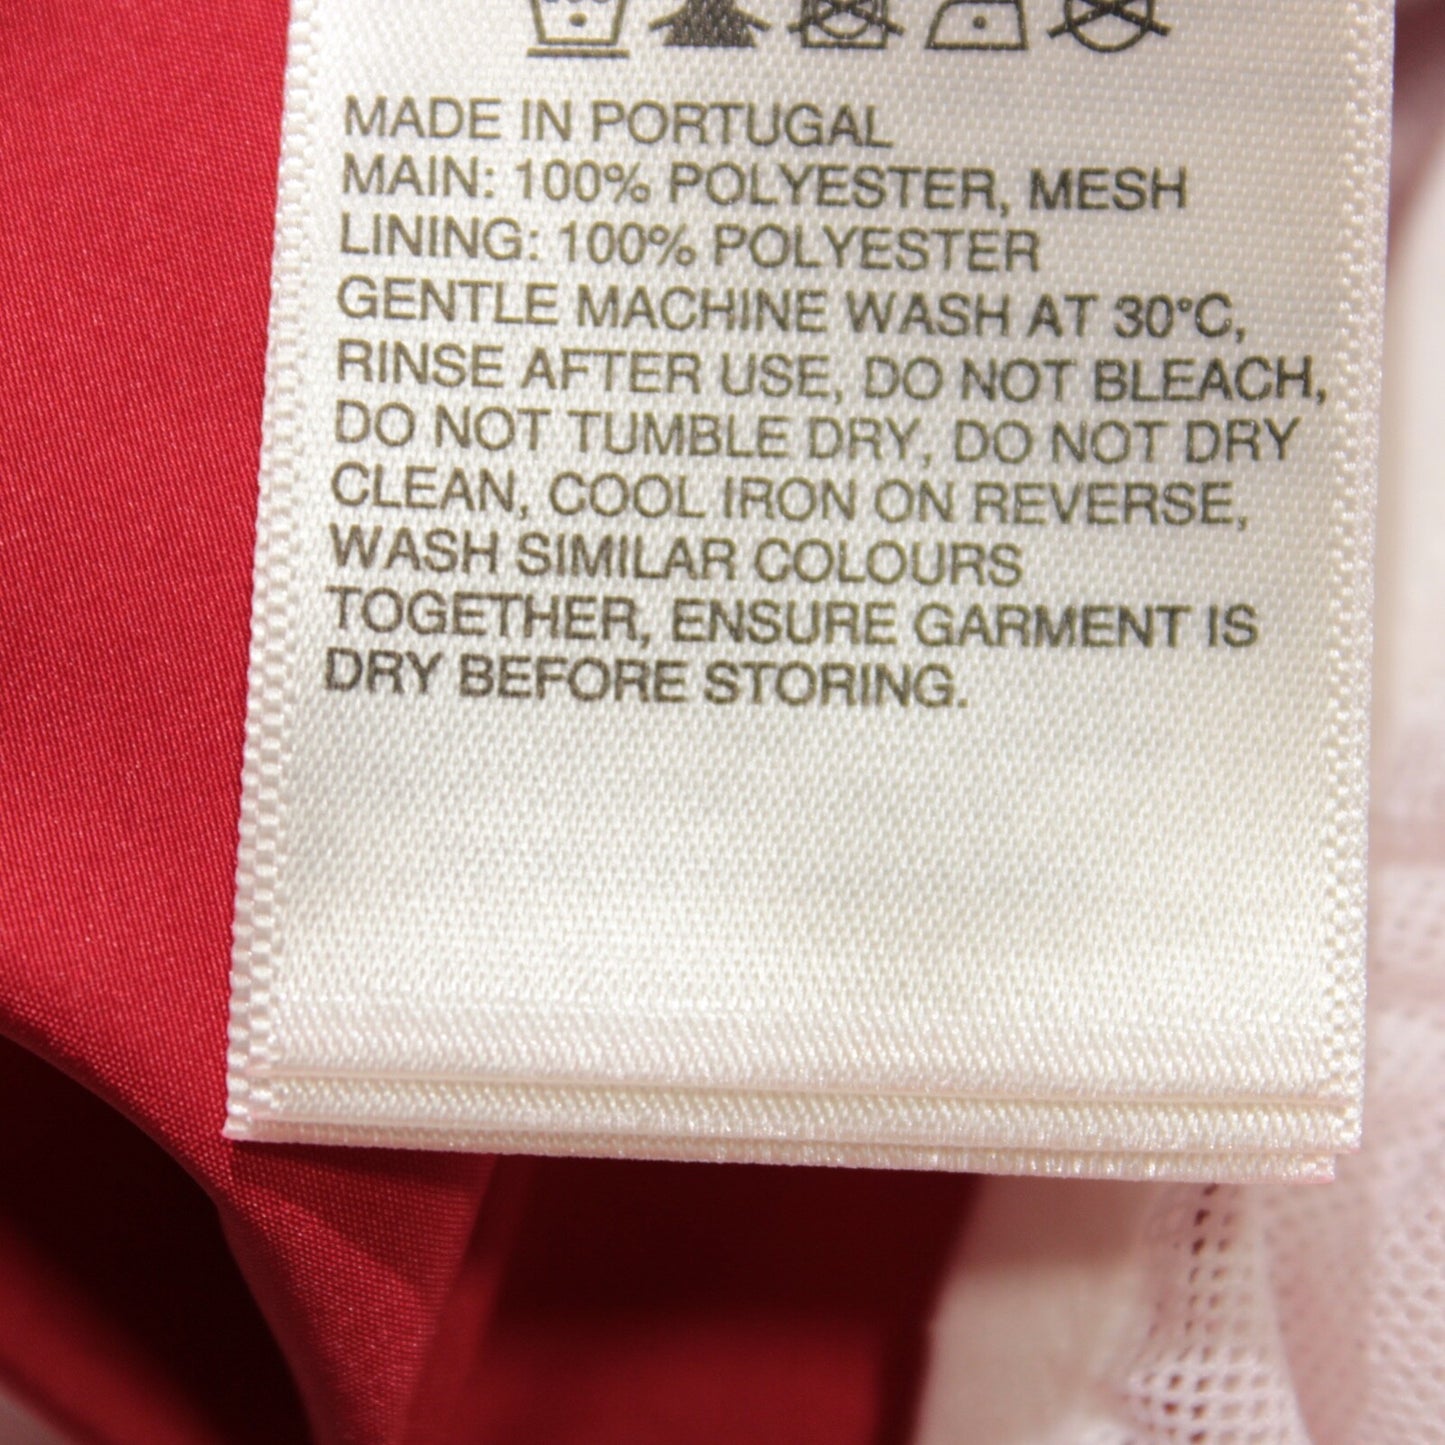 MADE IN PORTUGAL
MAIN: 100% POLYESTER, MESH
LINING: 100% POLYESTER
GENTLE MACHINE WASH AT 30°C,
RINSE AFTER USE, DO NOT BLEACH,
DO NOT TUMBLE DRY, DO NOT DRY
CLEAN, COOL IRON ON REVERSE,
WASH SIMILAR COLOURS
TOGETHER, ENSURE GARMENT IS
DRY BEFORE STORING.